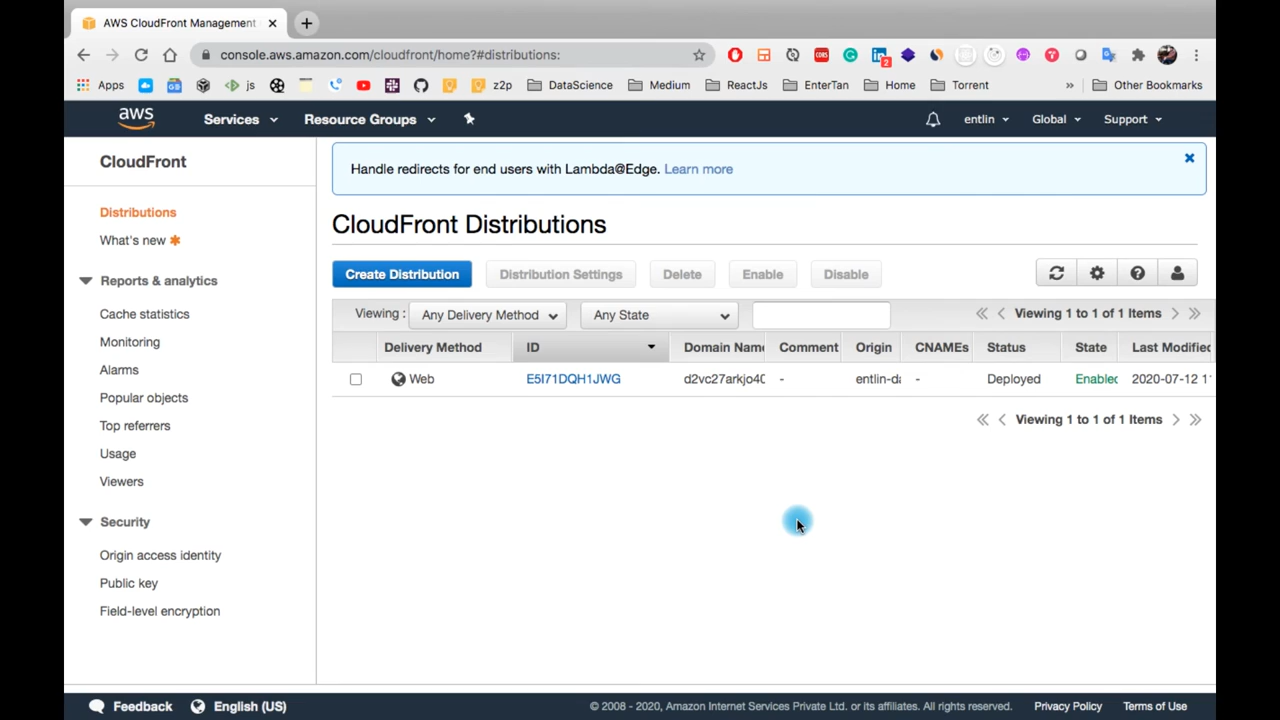 AWS CloudFront Management
console.aws.amazon.com/cloudfront/home?#distributions:
CORS
2
Apps js z2p DataScience Medium ReactJs EnterTan Home Torrent » Other Bookmarks
aws Services Resource Groups entlin Global Support
CloudFront
Distributions
What's new
Reports & analytics
Cache statistics
Monitoring
Alarms
Popular objects
Top referrers
Usage
Viewers
Security
Origin access identity
Public key
Field-level encryption
Handle redirects for end users with Lambda@Edge. Learn more
CloudFront Distributions
Create Distribution Distribution Settings Delete Enable Disable
Viewing : Any Delivery Method Any State Viewing 1 to 1 of 1 Items
Delivery Method ID Domain Name Comment Origin CNAMEs Status State Last Modified
Web E5I71DQH1JWG d2vc27arkjo4 - entlin-da - Deployed Enabled 2020-07-12 1
Viewing 1 to 1 of 1 Items
Feedback English (US) © 2008 - 2020, Amazon Internet Services Private Ltd. or its affiliates. All rights reserved. Privacy Policy Terms of Use